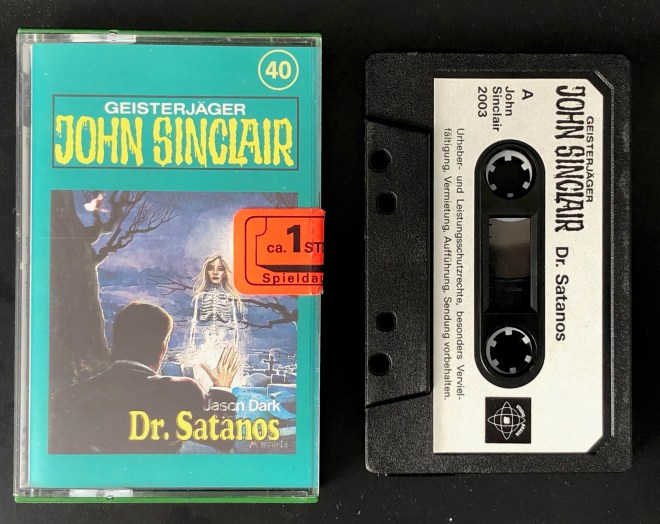 40
GEISTERJÄGER
JOHN SINCLAIR
ca. 1 ST
Spieldau
Jason Dark
Dr. Satanos
GEISTERJÄGER
JOHN SINCLAIR Dr. Satanos
A
John
Sinclair
2003
Urheber- und Leistungsschutzrechte, besonders Verviel-
fältigung, Vermietung, Aufführung, Sendung vorbehalten.